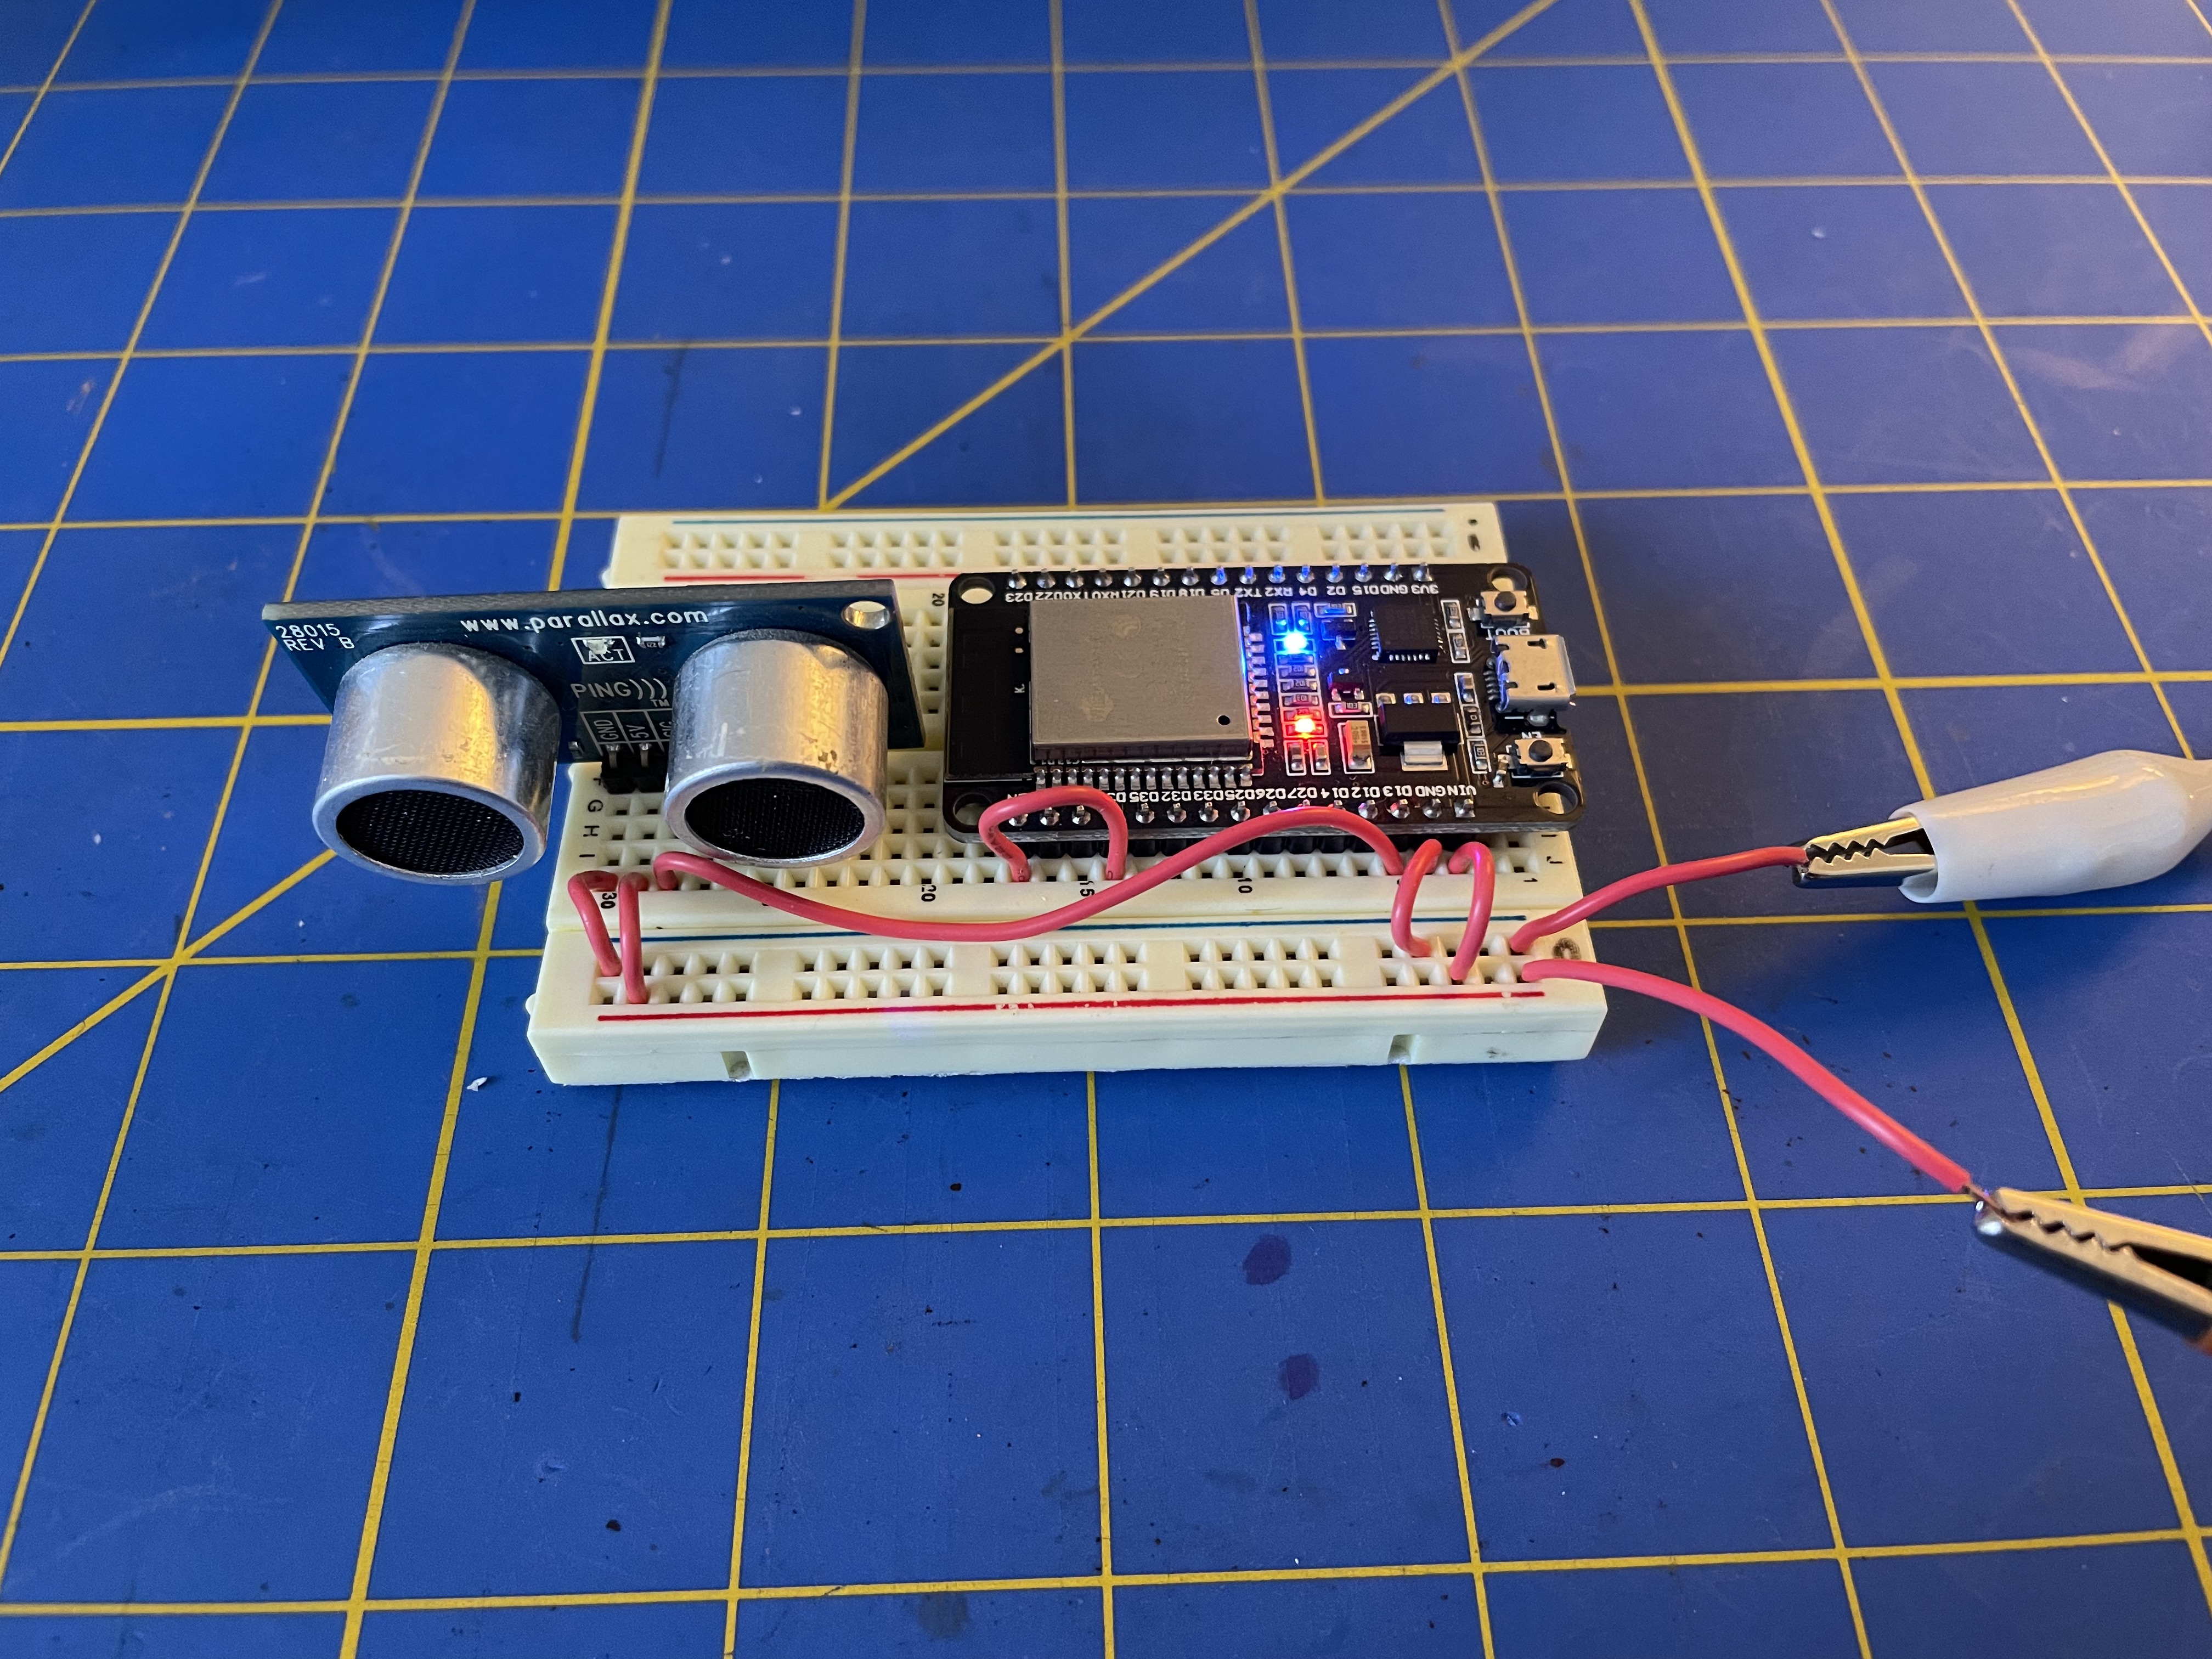 28015
REV B
www.parallax.com
ACT
PING)))
TM
GND
5V
20
D23
D22
TX0
RX0
D21
D19
D18
D5
TX2
RX2
D4
D2
D15
GND
3V3
EN
D35
D32
D33
D25
D26
D27
D14
D12
D13
GND
VIN
G
H
I
J
30
20
15
10
1